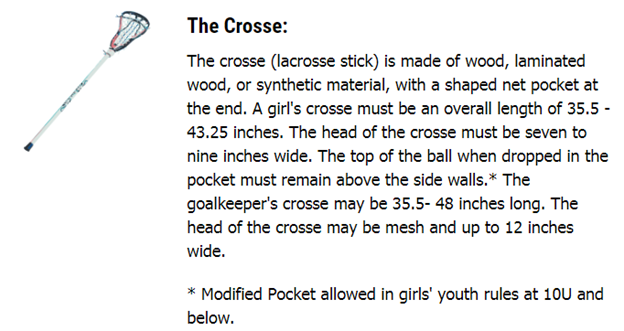 The Crosse:
The crosse (lacrosse stick) is made of wood, laminated
wood, or synthetic material, with a shaped net pocket at
the end. A girl's crosse must be an overall length of 35.5 -
43.25 inches. The head of the crosse must be seven to
nine inches wide. The top of the ball when dropped in the
pocket must remain above the side walls.* The
goalkeeper's crosse may be 35.5- 48 inches long. The
head of the crosse may be mesh and up to 12 inches
wide.
* Modified Pocket allowed in girls' youth rules at 10U and
below.